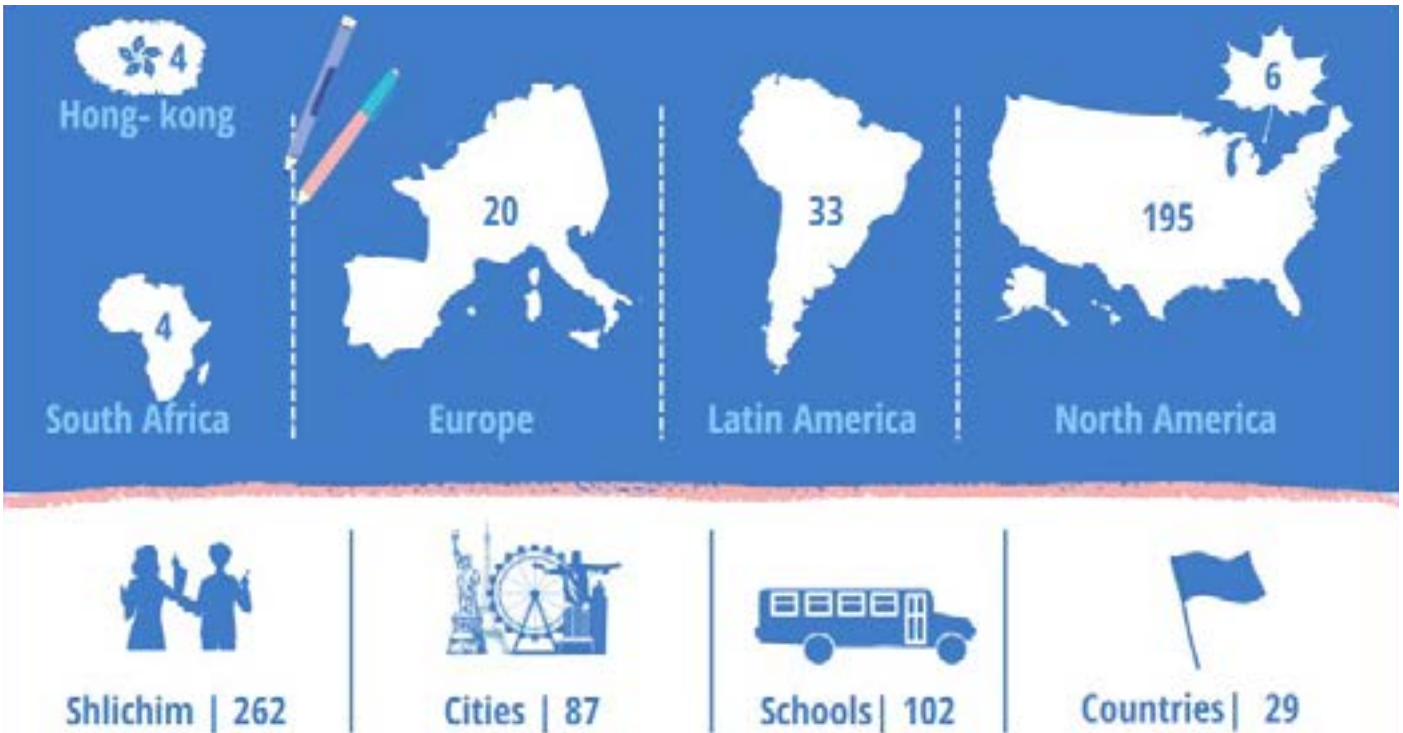 4
Hong- kong
4
South Africa
20
Europe
33
Latin America
6
195
North America
Shlichim | 262
Cities | 87
Schools| 102
Countries| 29